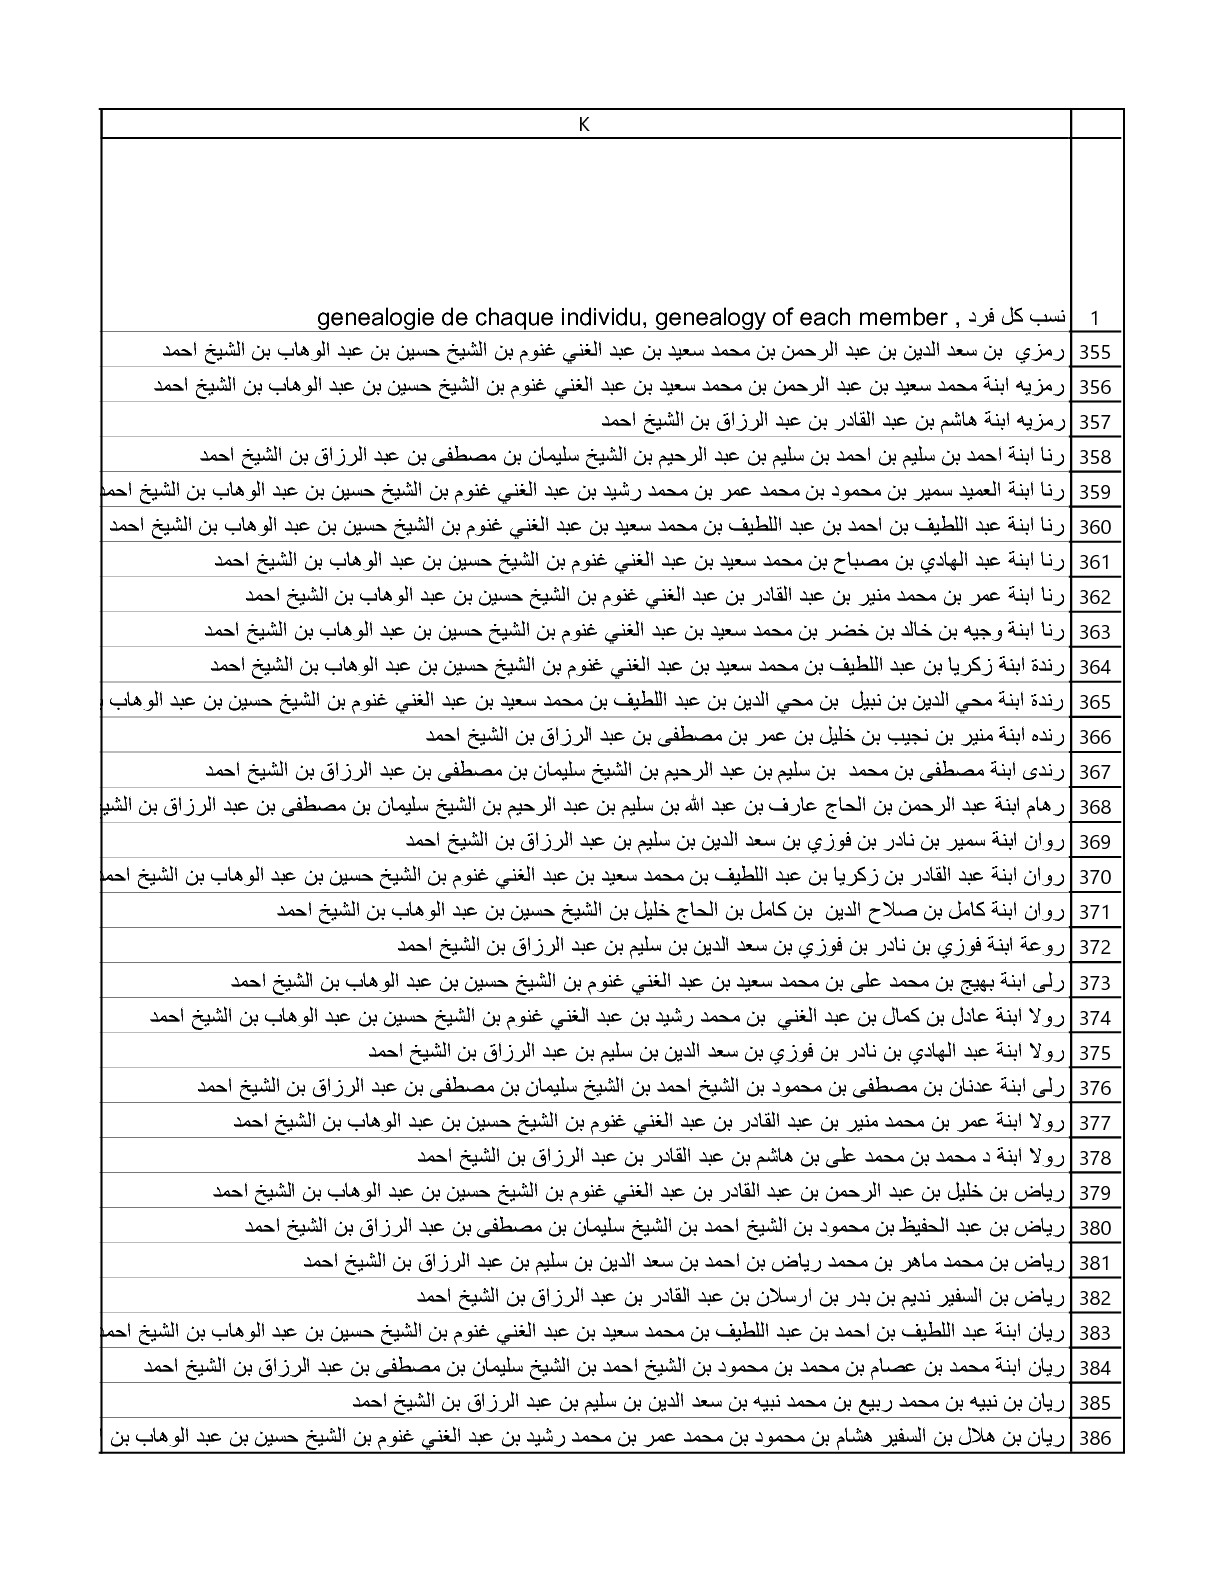 K
1 نسب كل فرد , genealogie de chaque individu, genealogy of each member
355 رمزي بن سعد الدين بن عبد الرحمن بن محمد سعيد بن عبد الغني غنوم بن الشيخ حسين بن عبد الوهاب بن الشيخ احمد
356 رمزيه ابنة محمد سعيد بن عبد الرحمن بن محمد سعيد بن عبد الغني غنوم بن الشيخ حسين بن عبد الوهاب بن الشيخ احمد
357 رمزيه ابنة هاشم بن عبد القادر بن عبد الرزاق بن الشيخ احمد
358 رنا ابنة احمد بن سليم بن احمد بن سليم بن عبد الرحيم بن الشيخ سليمان بن مصطفى بن عبد الرزاق بن الشيخ احمد
359 رنا ابنة العميد سمير بن محمود بن محمد عمر بن محمد رشيد بن عبد الغني غنوم بن الشيخ حسين بن عبد الوهاب بن الشيخ احمد
360 رنا ابنة عبد اللطيف بن احمد بن عبد اللطيف بن محمد سعيد بن عبد الغني غنوم بن الشيخ حسين بن عبد الوهاب بن الشيخ احمد
361 رنا ابنة عبد الهادي بن مصباح بن محمد سعيد بن عبد الغني غنوم بن الشيخ حسين بن عبد الوهاب بن الشيخ احمد
362 رنا ابنة عمر بن محمد منير بن عبد القادر بن عبد الغني غنوم بن الشيخ حسين بن عبد الوهاب بن الشيخ احمد
363 رنا ابنة وجيه بن خالد بن خضر بن محمد سعيد بن عبد الغني غنوم بن الشيخ حسين بن عبد الوهاب بن الشيخ احمد
364 رندة ابنة زكريا بن عبد اللطيف بن محمد سعيد بن عبد الغني غنوم بن الشيخ حسين بن عبد الوهاب بن الشيخ احمد
365 رندة ابنة محي الدين بن نبيل بن محي الدين بن عبد اللطيف بن محمد سعيد بن عبد الغني غنوم بن الشيخ حسين بن عبد الوهاب
366 رنده ابنة منير بن نجيب بن خليل بن عمر بن مصطفى بن عبد الرزاق بن الشيخ احمد
367 رندى ابنة مصطفى بن محمد بن سليم بن عبد الرحيم بن الشيخ سليمان بن مصطفى بن عبد الرزاق بن الشيخ احمد
368 رهام ابنة عبد الرحمن بن الحاج عارف بن عبد الله بن سليم بن عبد الرحيم بن الشيخ سليمان بن مصطفى بن عبد الرزاق بن الشي
369 روان ابنة سمير بن نادر بن فوزي بن سعد الدين بن سليم بن عبد الرزاق بن الشيخ احمد
370 روان ابنة عبد القادر بن زكريا بن عبد اللطيف بن محمد سعيد بن عبد الغني غنوم بن الشيخ حسين بن عبد الوهاب بن الشيخ احمد
371 روان ابنة كامل بن صلاح الدين بن كامل بن الحاج خليل بن الشيخ حسين بن عبد الوهاب بن الشيخ احمد
372 روعة ابنة فوزي بن نادر بن فوزي بن سعد الدين بن سليم بن عبد الرزاق بن الشيخ احمد
373 رلى ابنة بهيج بن محمد على بن محمد سعيد بن عبد الغني غنوم بن الشيخ حسين بن عبد الوهاب بن الشيخ احمد
374 رولا ابنة عادل بن كمال بن عبد الغني بن محمد رشيد بن عبد الغني غنوم بن الشيخ حسين بن عبد الوهاب بن الشيخ احمد
375 رولا ابنة عبد الهادي بن نادر بن فوزي بن سعد الدين بن سليم بن عبد الرزاق بن الشيخ احمد
376 رلى ابنة عدنان بن مصطفى بن محمود بن الشيخ احمد بن الشيخ سليمان بن مصطفى بن عبد الرزاق بن الشيخ احمد
377 رولا ابنة عمر بن محمد منير بن عبد القادر بن عبد الغني غنوم بن الشيخ حسين بن عبد الوهاب بن الشيخ احمد
378 رولا ابنة د محمد بن محمد على بن هاشم بن عبد القادر بن عبد الرزاق بن الشيخ احمد
379 رياض بن خليل بن عبد الرحمن بن عبد القادر بن عبد الغني غنوم بن الشيخ حسين بن عبد الوهاب بن الشيخ احمد
380 رياض بن عبد الحفيظ بن محمود بن الشيخ احمد بن الشيخ سليمان بن مصطفى بن عبد الرزاق بن الشيخ احمد
381 رياض بن محمد ماهر بن محمد رياض بن احمد بن سعد الدين بن سليم بن عبد الرزاق بن الشيخ احمد
382 رياض بن السفير نديم بن بدر بن ارسلان بن عبد القادر بن عبد الرزاق بن الشيخ احمد
383 ريان ابنة عبد اللطيف بن احمد بن عبد اللطيف بن محمد سعيد بن عبد الغني غنوم بن الشيخ حسين بن عبد الوهاب بن الشيخ احمد
384 ريان ابنة محمد بن عصام بن محمد بن محمود بن الشيخ احمد بن الشيخ سليمان بن مصطفى بن عبد الرزاق بن الشيخ احمد
385 ريان بن نبيه بن محمد ربيع بن محمد نبيه بن سعد الدين بن سليم بن عبد الرزاق بن الشيخ احمد
386 ريان بن هلال بن السفير هشام بن محمود بن محمد عمر بن محمد رشيد بن عبد الغني غنوم بن الشيخ حسين بن عبد الوهاب بن